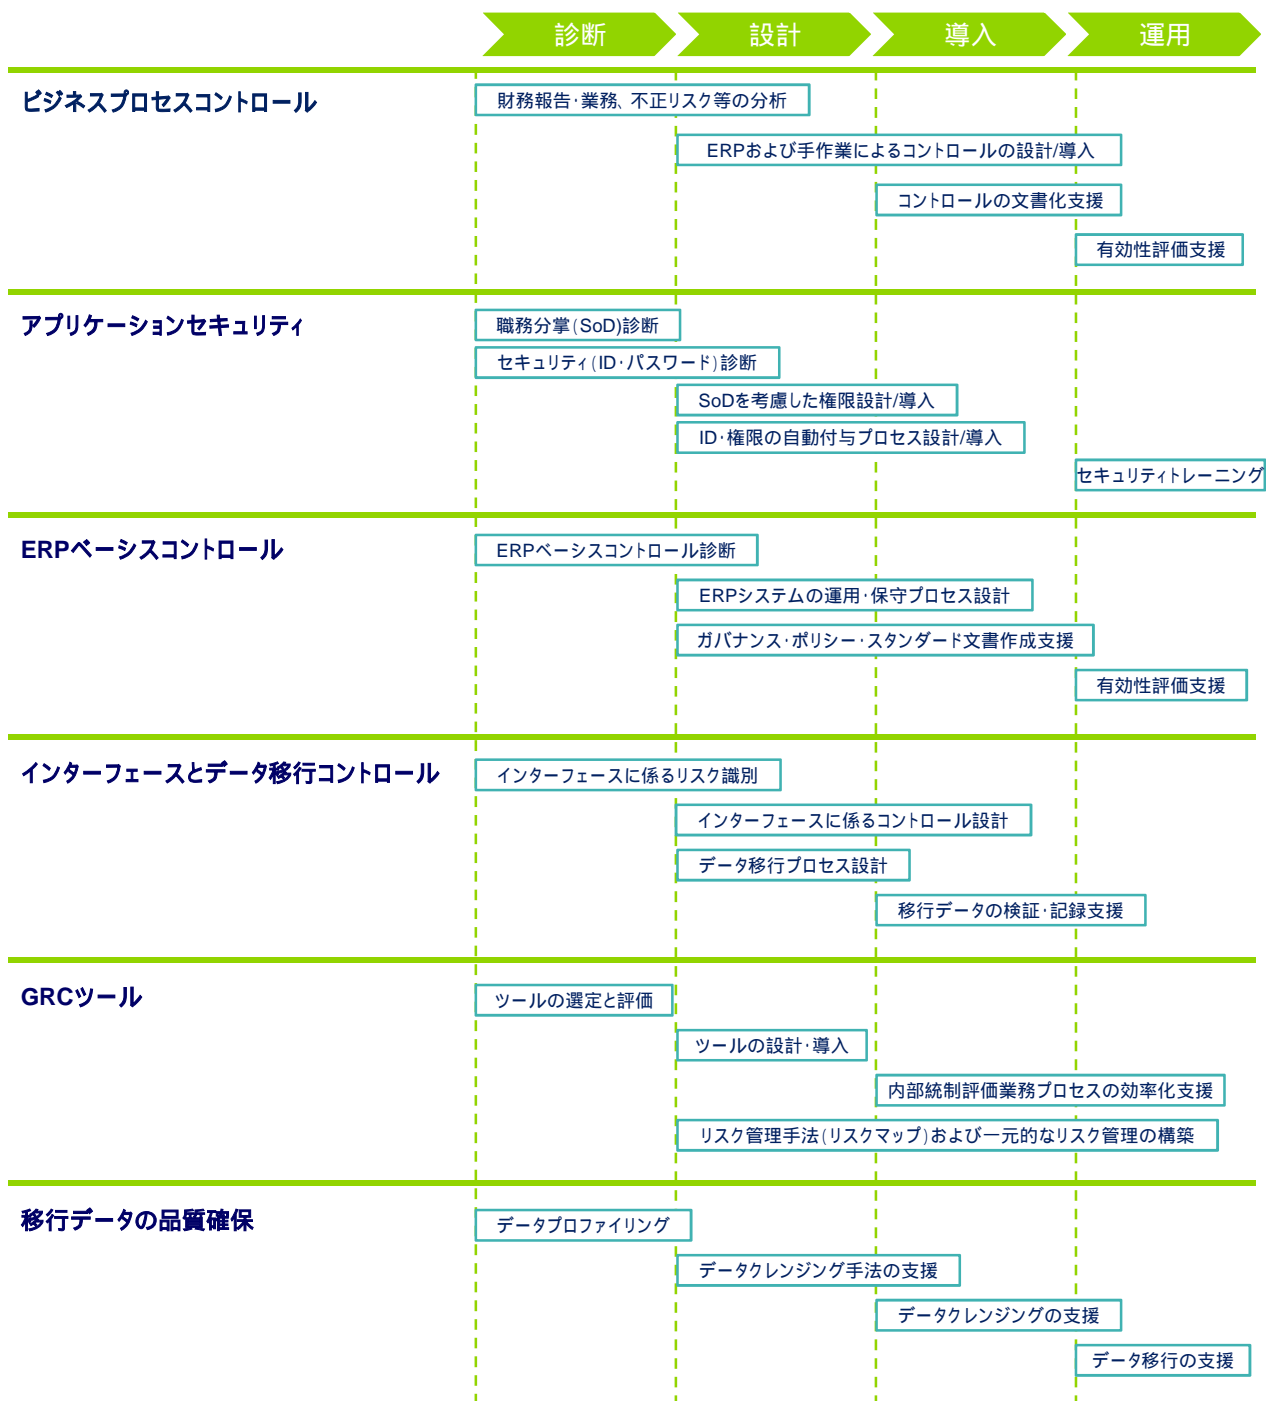 診断
設計
導入
運用
ビジネスプロセスコントロール
財務報告・業務、不正リスク等の分析
ERPおよび手作業によるコントロールの設計/導入
コントロールの文書化支援
有効性評価支援
アプリケーションセキュリティ
職務分掌(SoD)診断
セキュリティ(ID・パスワード)診断
SoDを考慮した権限設計/導入
ID・権限の自動付与プロセス設計/導入
セキュリティトレーニング
ERPベーシスコントロール
ERPベーシスコントロール診断
ERPシステムの運用・保守プロセス設計
ガバナンス・ポリシー・スタンダード文書作成支援
有効性評価支援
インターフェースとデータ移行コントロール
インターフェースに係るリスク識別
インターフェースに係るコントロール設計
データ移行プロセス設計
移行データの検証・記録支援
GRCツール
ツールの選定と評価
ツールの設計・導入
内部統制評価業務プロセスの効率化支援
リスク管理手法(リスクマップ)および一元的なリスク管理の構築
移行データの品質確保
データプロファイリング
データクレンジング手法の支援
データクレンジングの支援
データ移行の支援